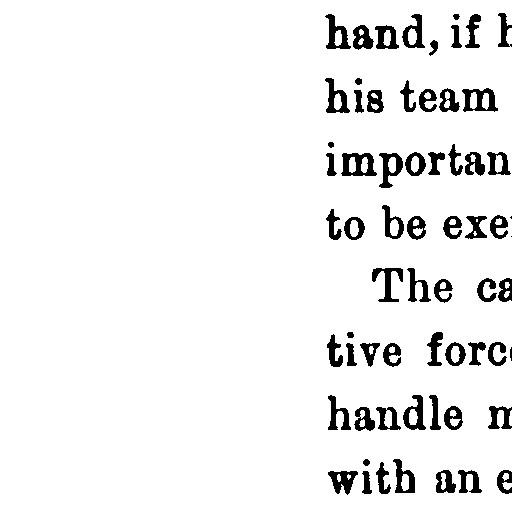 hand, if h
his team
importan
to be exe
The ca
tive forc
handle m
with an e